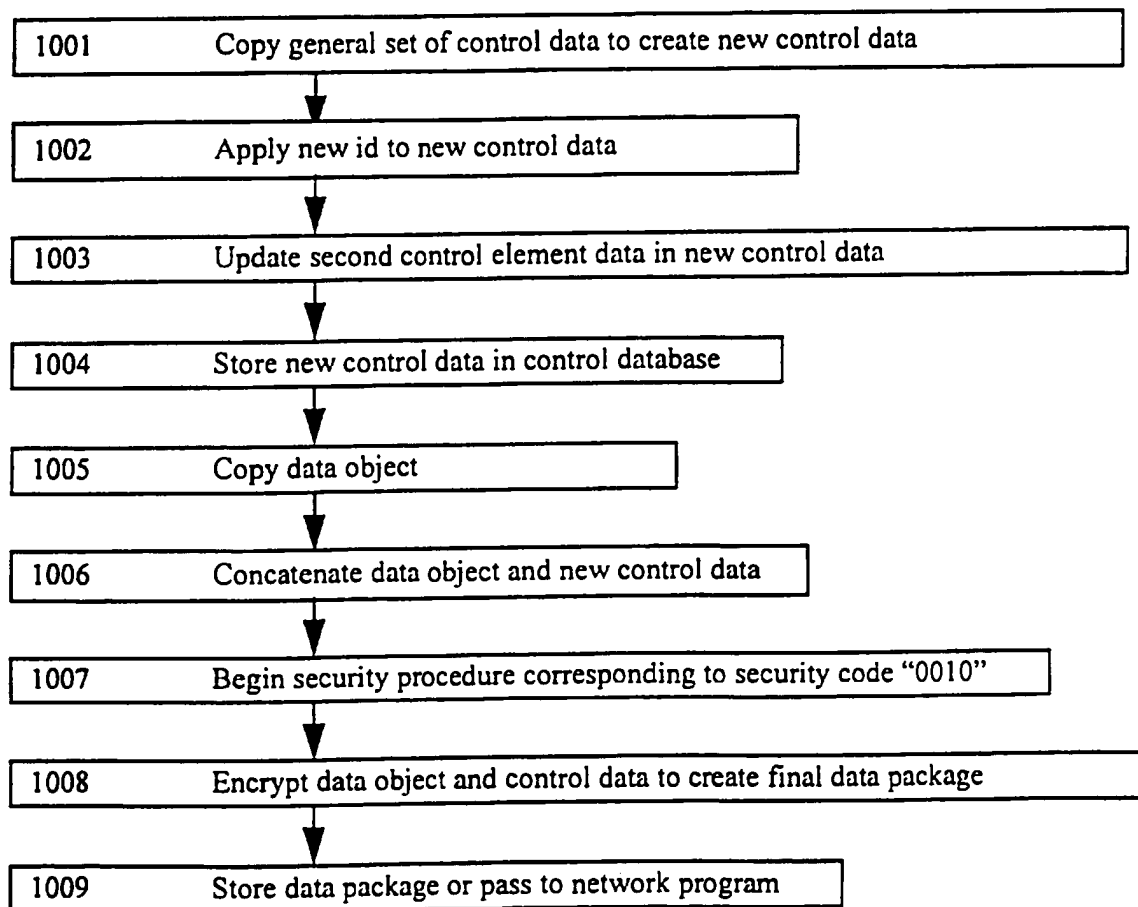 1001 Copy general set of control data to create new control data
1002 Apply new id to new control data
1003 Update second control element data in new control data
1004 Store new control data in control database
1005 Copy data object
1006 Concatenate data object and new control data
1007 Begin security procedure corresponding to security code “0010”
1008 Encrypt data object and control data to create final data package
1009 Store data package or pass to network program